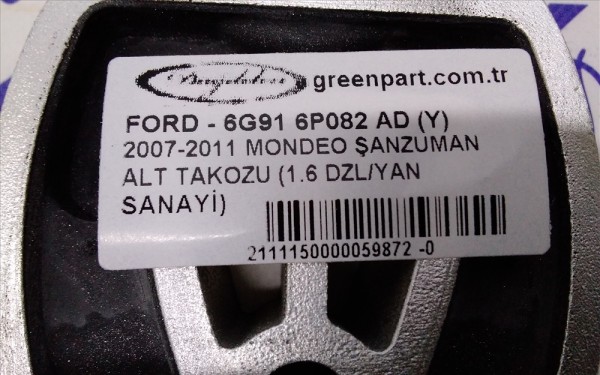 greenpart.com.tr
FORD - 6G91 6P082 AD (Y)
2007-2011 MONDEO ŞANZUMAN
ALT TAKOZU (1.6 DZL/YAN
SANAYİ)
2111150000059872 -0